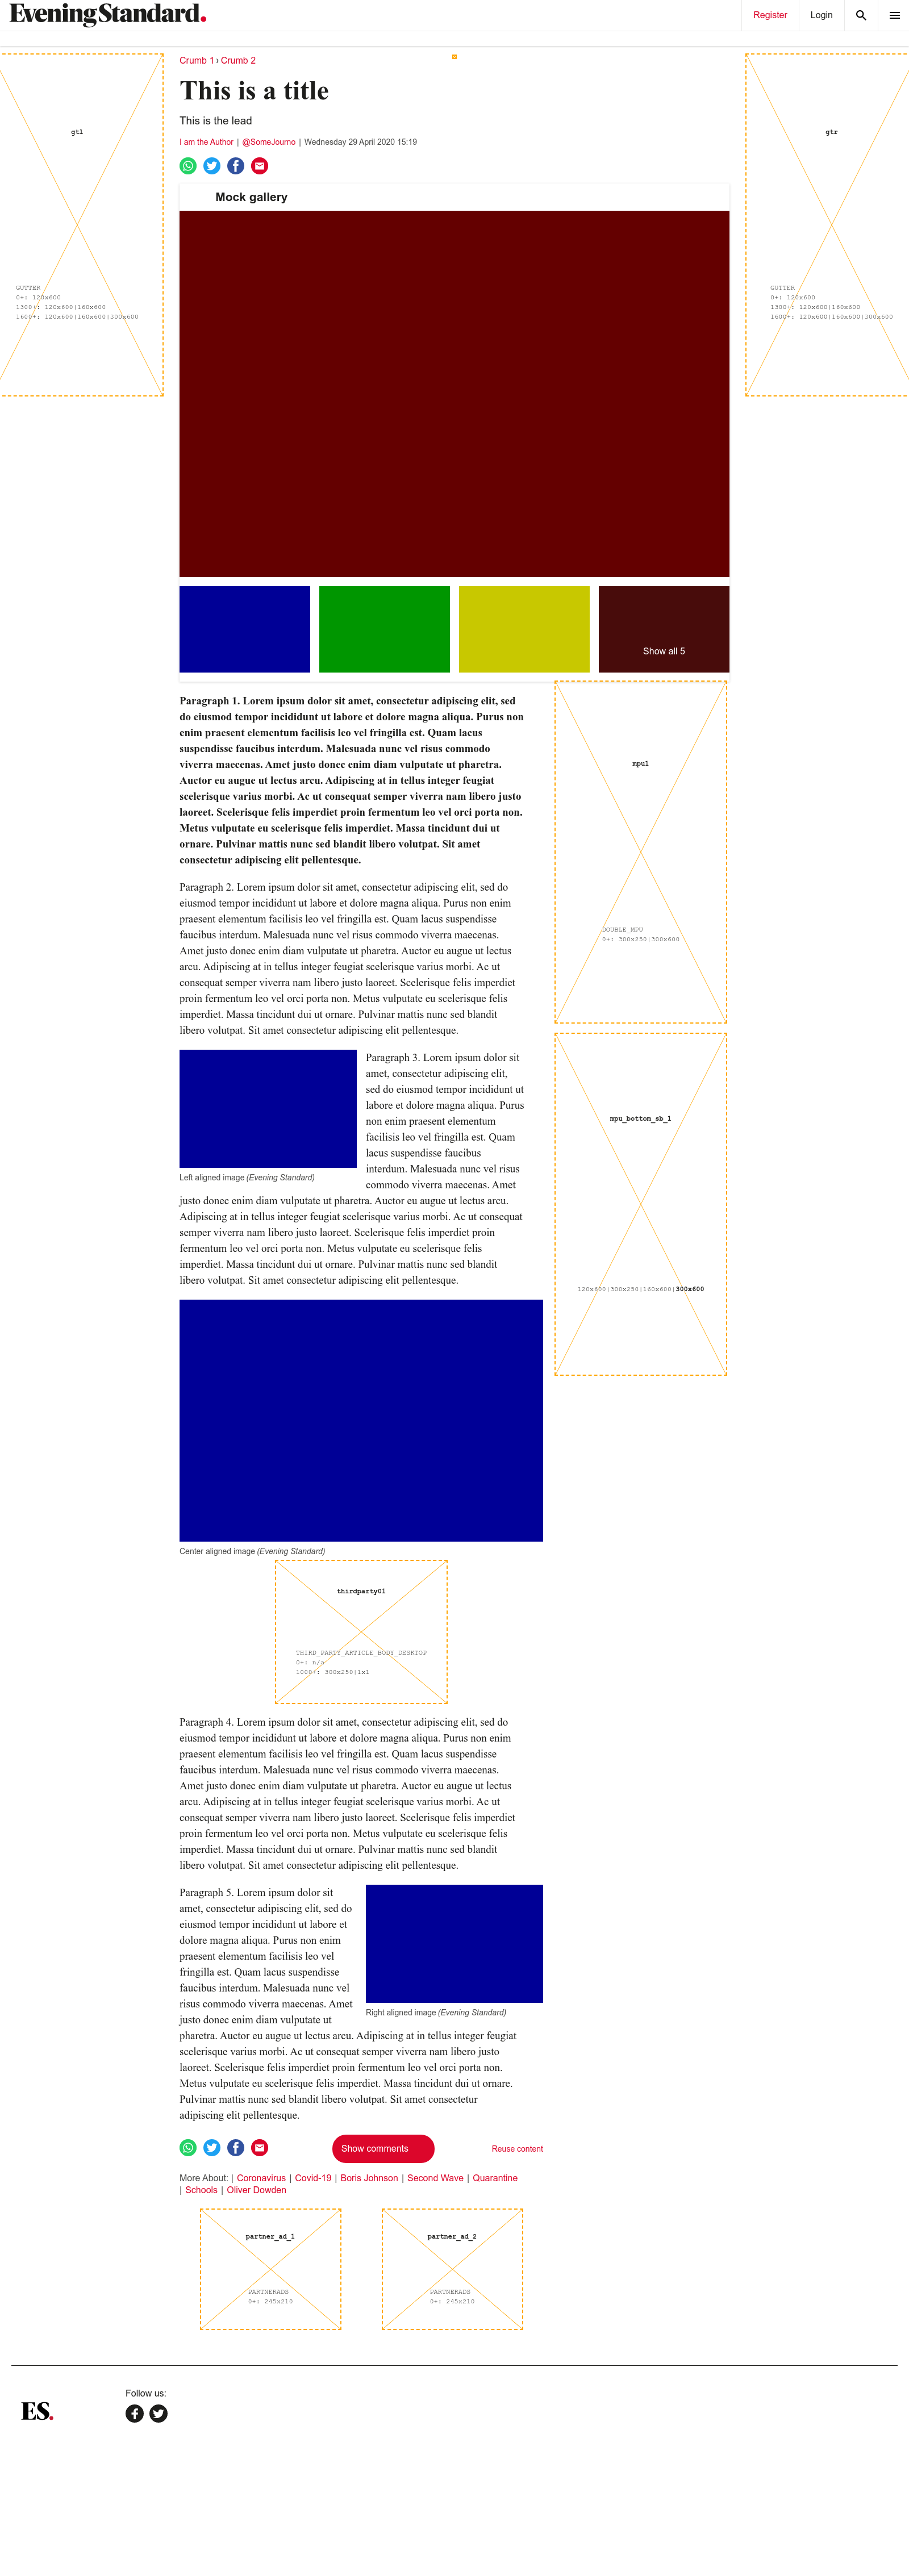 Evening Standard.
Register
Login
Crumb 1 › Crumb 2
This is a title
This is the lead
I am the Author | @SomeJourno | Wednesday 29 April 2020 15:19
gtl
GUTTER
0+: 120x600
1300+: 120x600|160x600
1600+: 120x600|160x600|300x600
gtr
GUTTER
0+: 120x600
1300+: 120x600|160x600
1600+: 120x600|160x600|300x600
Mock gallery
Show all 5
Paragraph 1. Lorem ipsum dolor sit amet, consectetur adipiscing elit, sed
do eiusmod tempor incididunt ut labore et dolore magna aliqua. Purus non
enim praesent elementum facilisis leo vel fringilla est. Quam lacus
suspendisse faucibus interdum. Malesuada nunc vel risus commodo
viverra maecenas. Amet justo donec enim diam vulputate ut pharetra.
Auctor eu augue ut lectus arcu. Adipiscing at in tellus integer feugiat
scelerisque varius morbi. Ac ut consequat semper viverra nam libero justo
laoreet. Scelerisque felis imperdiet proin fermentum leo vel orci porta non.
Metus vulputate eu scelerisque felis imperdiet. Massa tincidunt dui ut
ornare. Pulvinar mattis nunc sed blandit libero volutpat. Sit amet
consectetur adipiscing elit pellentesque.
mpu1
DOUBLE_MPU
0+: 300x250|300x600
Paragraph 2. Lorem ipsum dolor sit amet, consectetur adipiscing elit, sed do
eiusmod tempor incididunt ut labore et dolore magna aliqua. Purus non enim
praesent elementum facilisis leo vel fringilla est. Quam lacus suspendisse
faucibus interdum. Malesuada nunc vel risus commodo viverra maecenas.
Amet justo donec enim diam vulputate ut pharetra. Auctor eu augue ut lectus
arcu. Adipiscing at in tellus integer feugiat scelerisque varius morbi. Ac ut
consequat semper viverra nam libero justo laoreet. Scelerisque felis imperdiet
proin fermentum leo vel orci porta non. Metus vulputate eu scelerisque felis
imperdiet. Massa tincidunt dui ut ornare. Pulvinar mattis nunc sed blandit
libero volutpat. Sit amet consectetur adipiscing elit pellentesque.
mpu_bottom_sb_1
120x600|300x250|160x600|300x600
Left aligned image (Evening Standard)
Paragraph 3. Lorem ipsum dolor sit
amet, consectetur adipiscing elit,
sed do eiusmod tempor incididunt ut
labore et dolore magna aliqua. Purus
non enim praesent elementum
facilisis leo vel fringilla est. Quam
lacus suspendisse faucibus
interdum. Malesuada nunc vel risus
commodo viverra maecenas. Amet
justo donec enim diam vulputate ut pharetra. Auctor eu augue ut lectus arcu.
Adipiscing at in tellus integer feugiat scelerisque varius morbi. Ac ut consequat
semper viverra nam libero justo laoreet. Scelerisque felis imperdiet proin
fermentum leo vel orci porta non. Metus vulputate eu scelerisque felis
imperdiet. Massa tincidunt dui ut ornare. Pulvinar mattis nunc sed blandit
libero volutpat. Sit amet consectetur adipiscing elit pellentesque.
Center aligned image (Evening Standard)
thirdparty01
THIRD_PARTY_ARTICLE_BODY_DESKTOP
0+: n/a
1000+: 300x250|1x1
Paragraph 4. Lorem ipsum dolor sit amet, consectetur adipiscing elit, sed do
eiusmod tempor incididunt ut labore et dolore magna aliqua. Purus non enim
praesent elementum facilisis leo vel fringilla est. Quam lacus suspendisse
faucibus interdum. Malesuada nunc vel risus commodo viverra maecenas.
Amet justo donec enim diam vulputate ut pharetra. Auctor eu augue ut lectus
arcu. Adipiscing at in tellus integer feugiat scelerisque varius morbi. Ac ut
consequat semper viverra nam libero justo laoreet. Scelerisque felis imperdiet
proin fermentum leo vel orci porta non. Metus vulputate eu scelerisque felis
imperdiet. Massa tincidunt dui ut ornare. Pulvinar mattis nunc sed blandit
libero volutpat. Sit amet consectetur adipiscing elit pellentesque.
Paragraph 5. Lorem ipsum dolor sit
amet, consectetur adipiscing elit, sed do
eiusmod tempor incididunt ut labore et
dolore magna aliqua. Purus non enim
praesent elementum facilisis leo vel
fringilla est. Quam lacus suspendisse
faucibus interdum. Malesuada nunc vel
risus commodo viverra maecenas. Amet
justo donec enim diam vulputate ut
pharetra. Auctor eu augue ut lectus arcu. Adipiscing at in tellus integer feugiat
scelerisque varius morbi. Ac ut consequat semper viverra nam libero justo
laoreet. Scelerisque felis imperdiet proin fermentum leo vel orci porta non.
Metus vulputate eu scelerisque felis imperdiet. Massa tincidunt dui ut ornare.
Pulvinar mattis nunc sed blandit libero volutpat. Sit amet consectetur
adipiscing elit pellentesque.
Right aligned image (Evening Standard)
Show comments
Reuse content
More About: | Coronavirus | Covid-19 | Boris Johnson | Second Wave | Quarantine
| Schools | Oliver Dowden
partner_ad_1
PARTNERADS
0+: 245x210
partner_ad_2
PARTNERADS
0+: 245x210
ES.
Follow us: